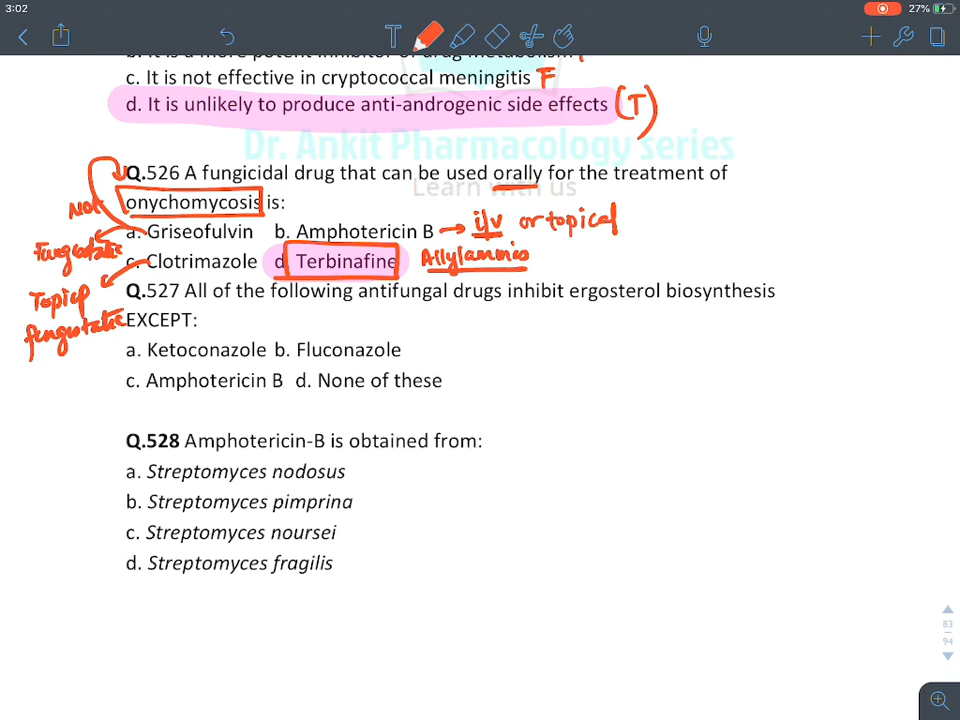 3:02
27%
T
c. It is not effective in cryptococcal meningitis F
d. It is unlikely to produce anti-androgenic side effects (T)
Dr. Ankit Pharmacology series
Learn with us
Q.526 A fungicidal drug that can be used orally for the treatment of
onychomycosis is:
Not
a. Griseofulvin b. Amphotericin B → i/v or topical
Fungostatic
c. Clotrimazole d. Terbinafine Allylamines
Topical
fungostatic
Q.527 All of the following antifungal drugs inhibit ergosterol biosynthesis
EXCEPT:
a. Ketoconazole b. Fluconazole
c. Amphotericin B d. None of these
Q.528 Amphotericin-B is obtained from:
a. Streptomyces nodosus
b. Streptomyces pimprina
c. Streptomyces noursei
d. Streptomyces fragilis
83
94